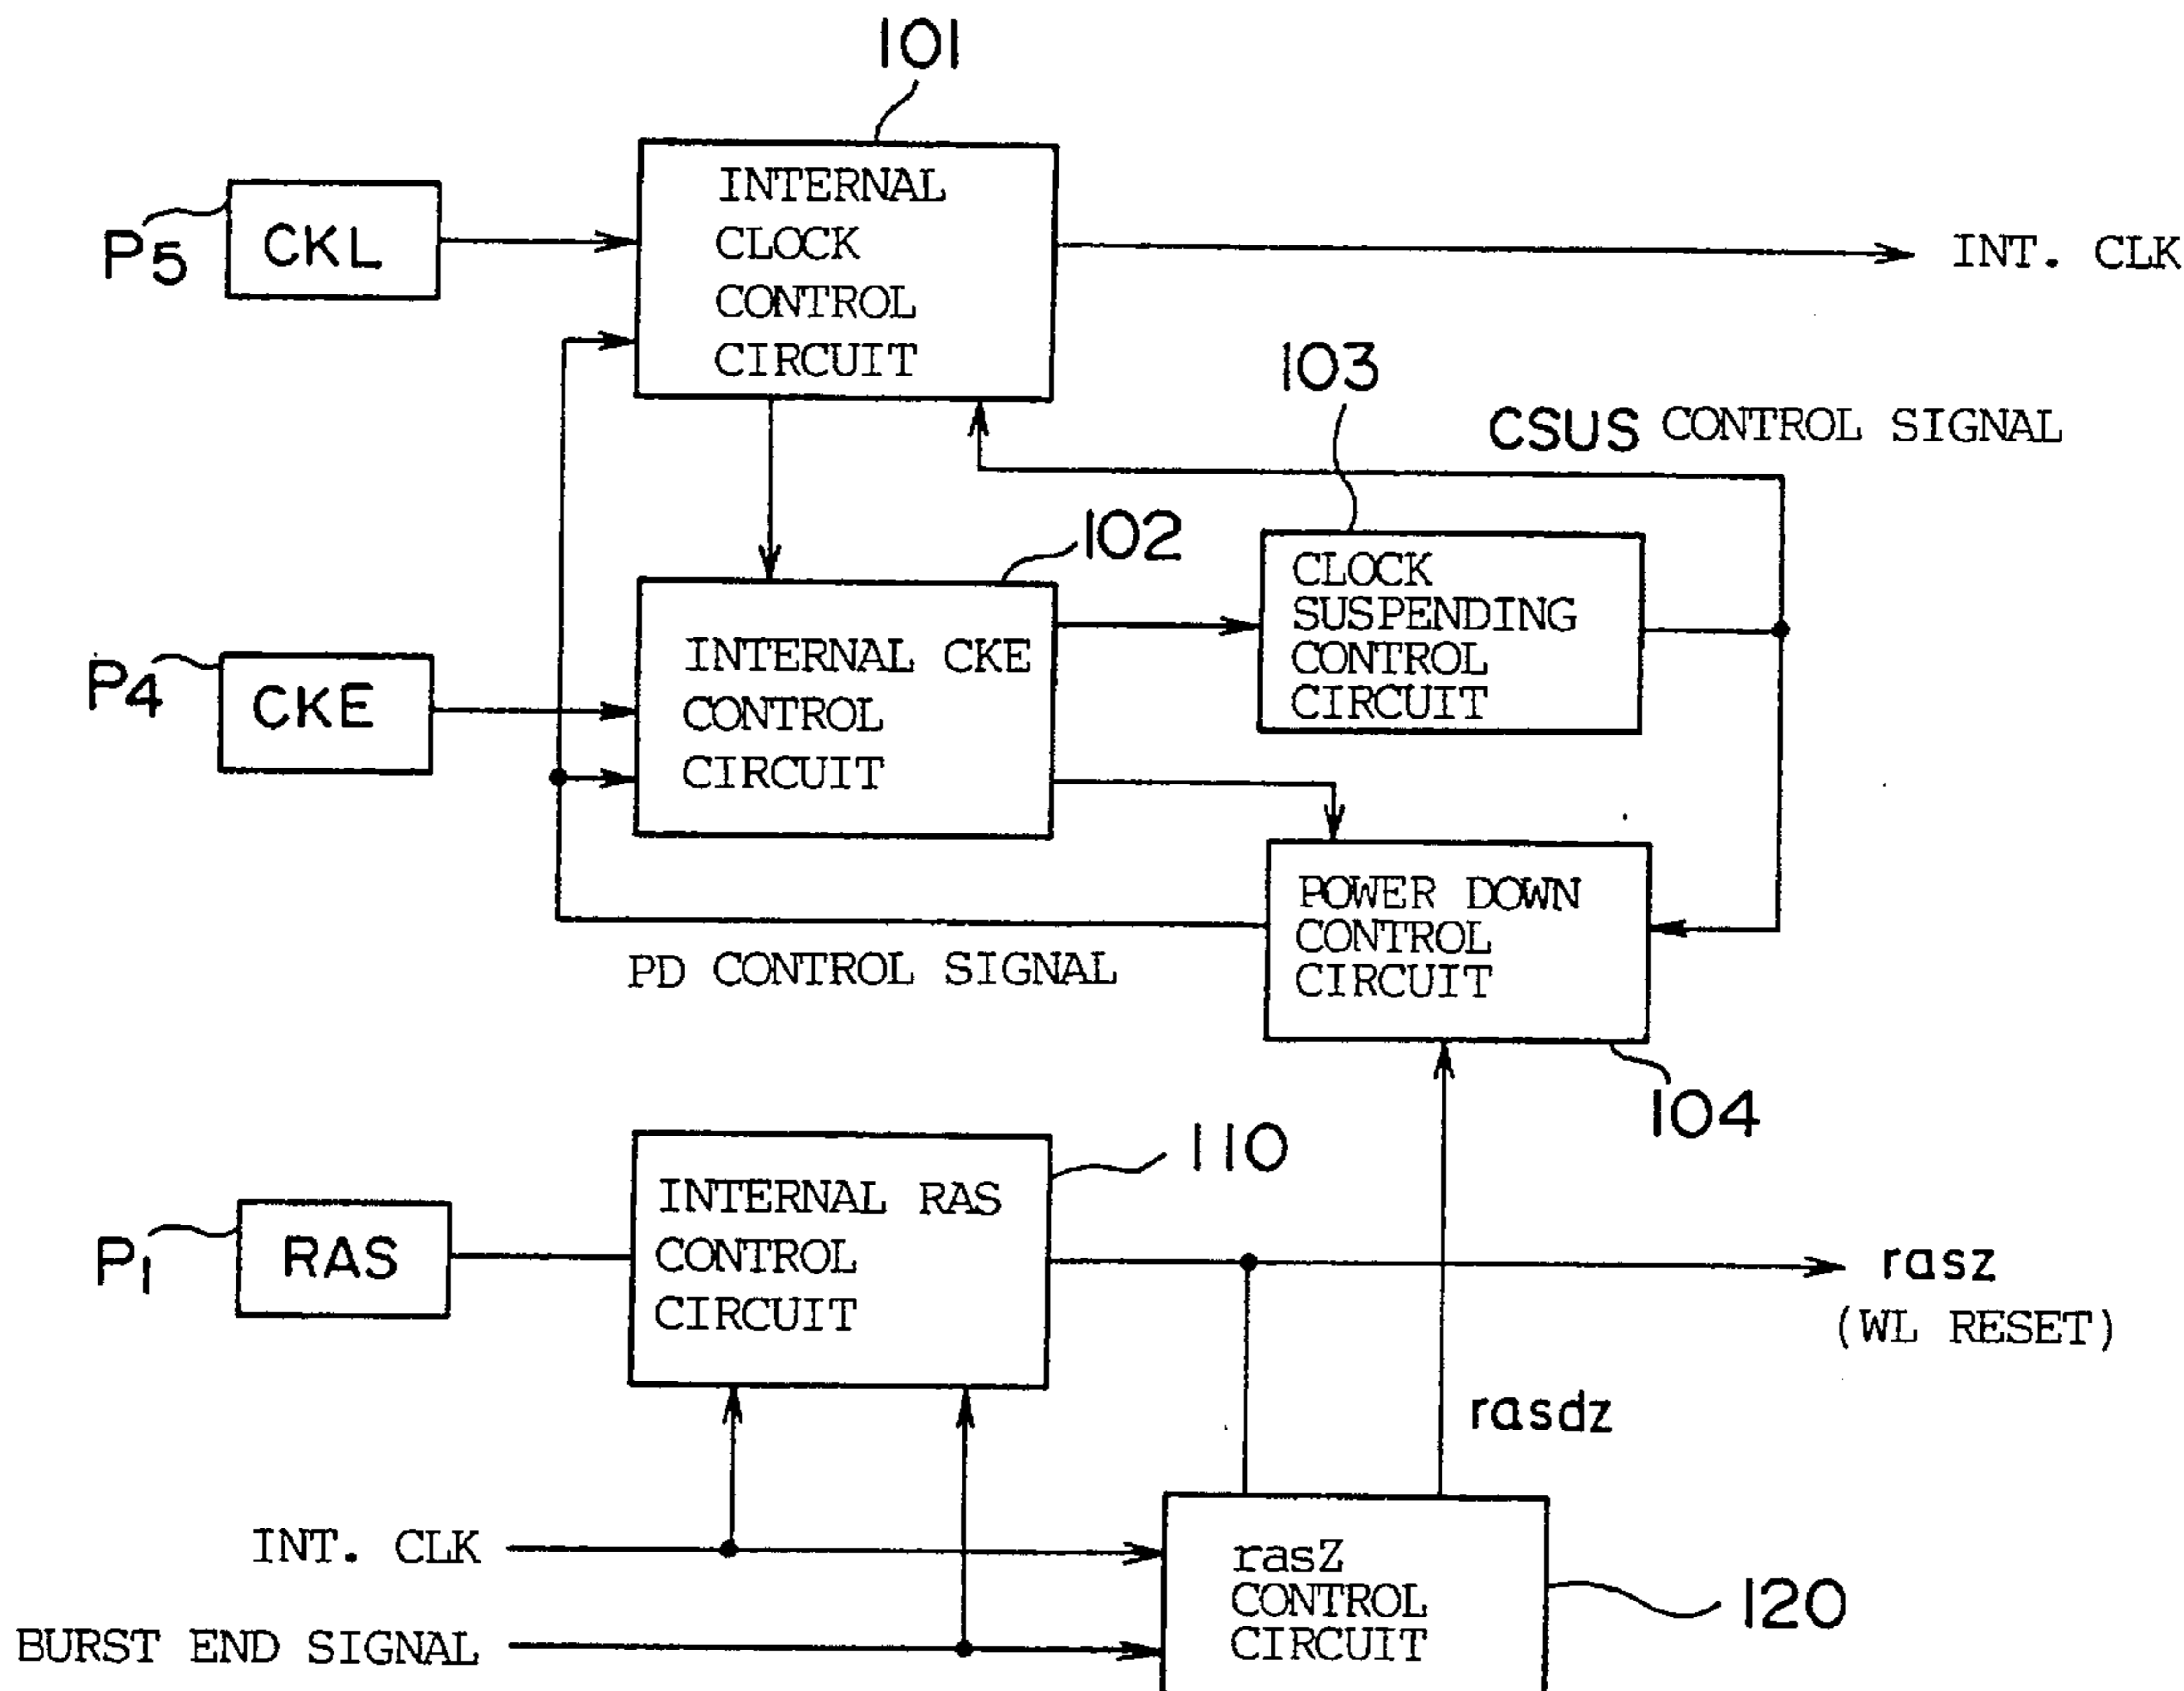 101
INTERNAL
CLOCK
CONTROL
CIRCUIT
P5
CKL
INT. CLK
103
CSUS CONTROL SIGNAL
102
CLOCK
SUSPENDING
CONTROL
CIRCUIT
P4
CKE
INTERNAL CKE
CONTROL
CIRCUIT
POWER DOWN
CONTROL
CIRCUIT
PD CONTROL SIGNAL
104
110
INTERNAL RAS
CONTROL
CIRCUIT
P1
RAS
rasz
(WL RESET)
rasdz
INT. CLK
rasZ
CONTROL
CIRCUIT
120
BURST END SIGNAL